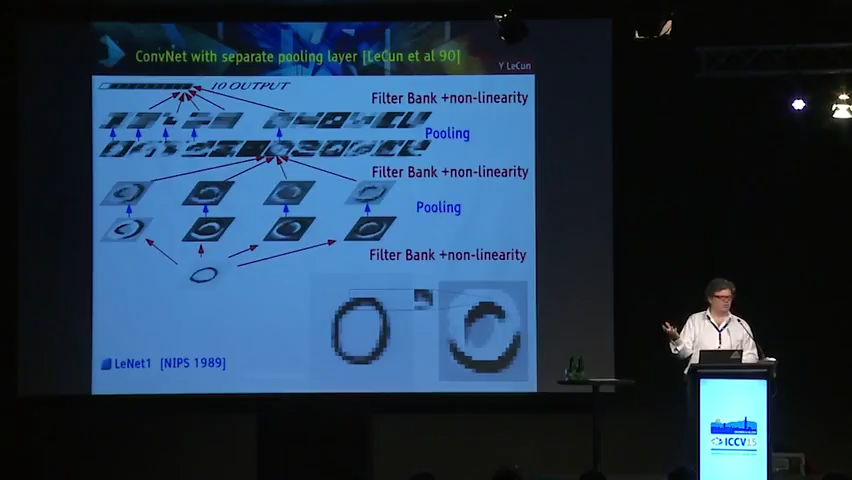 ConvNet with separate pooling layer [LeCun et al 90]
Y LeCun
10 OUTPUT
Filter Bank +non-linearity
Pooling
Filter Bank +non-linearity
Pooling
Filter Bank +non-linearity
LeNet1 [NIPS 1989]
ICCV15